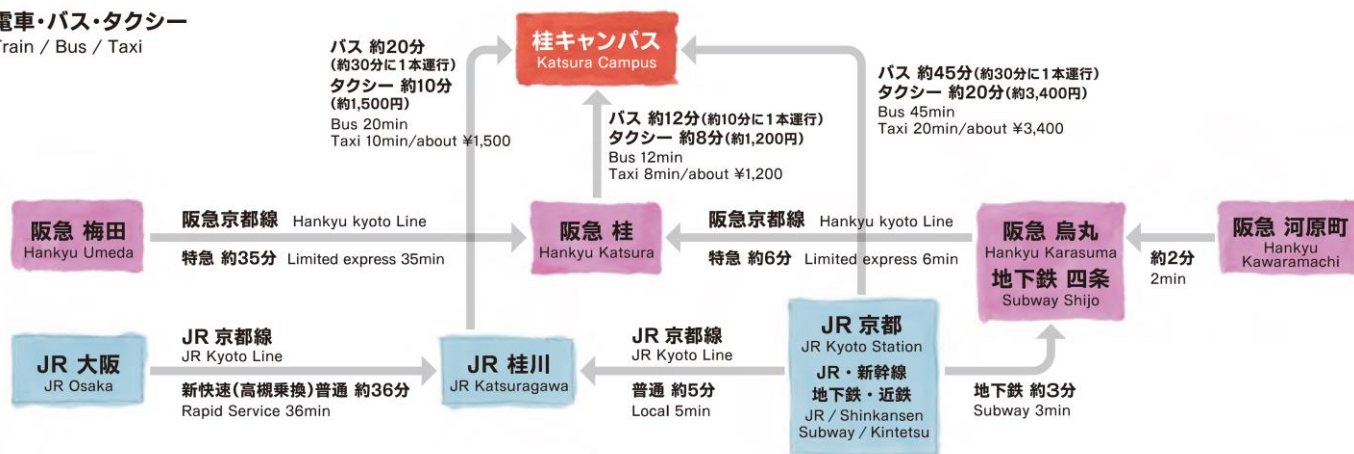 電車・バス・タクシー
Train / Bus / Taxi
バス 約20分
(約30分に1本運行)
タクシー 約10分
(約1,500円)
Bus 20min
Taxi 10min/about ¥1,500
桂キャンパス
Katsura Campus
バス 約12分(約10分に1本運行)
タクシー 約8分(約1,200円)
Bus 12min
Taxi 8min/about ¥1,200
バス 約45分(約30分に1本運行)
タクシー 約20分(約3,400円)
Bus 45min
Taxi 20min/about ¥3,400
阪急 梅田
Hankyu Umeda
阪急京都線 Hankyu kyoto Line
特急 約35分 Limited express 35min
阪急 桂
Hankyu Katsura
阪急京都線 Hankyu kyoto Line
特急 約6分 Limited express 6min
阪急 烏丸
Hankyu Karasuma
地下鉄 四条
Subway Shijo
約2分
2min
阪急 河原町
Hankyu
Kawaramachi
JR 大阪
JR Osaka
JR 京都線
JR Kyoto Line
新快速(高槻乗換)普通 約36分
Rapid Service 36min
JR 桂川
JR Katsuragawa
JR 京都線
JR Kyoto Line
普通 約5分
Local 5min
JR 京都
JR Kyoto Station
JR・新幹線
地下鉄・近鉄
JR / Shinkansen
Subway / Kintetsu
地下鉄 約3分
Subway 3min